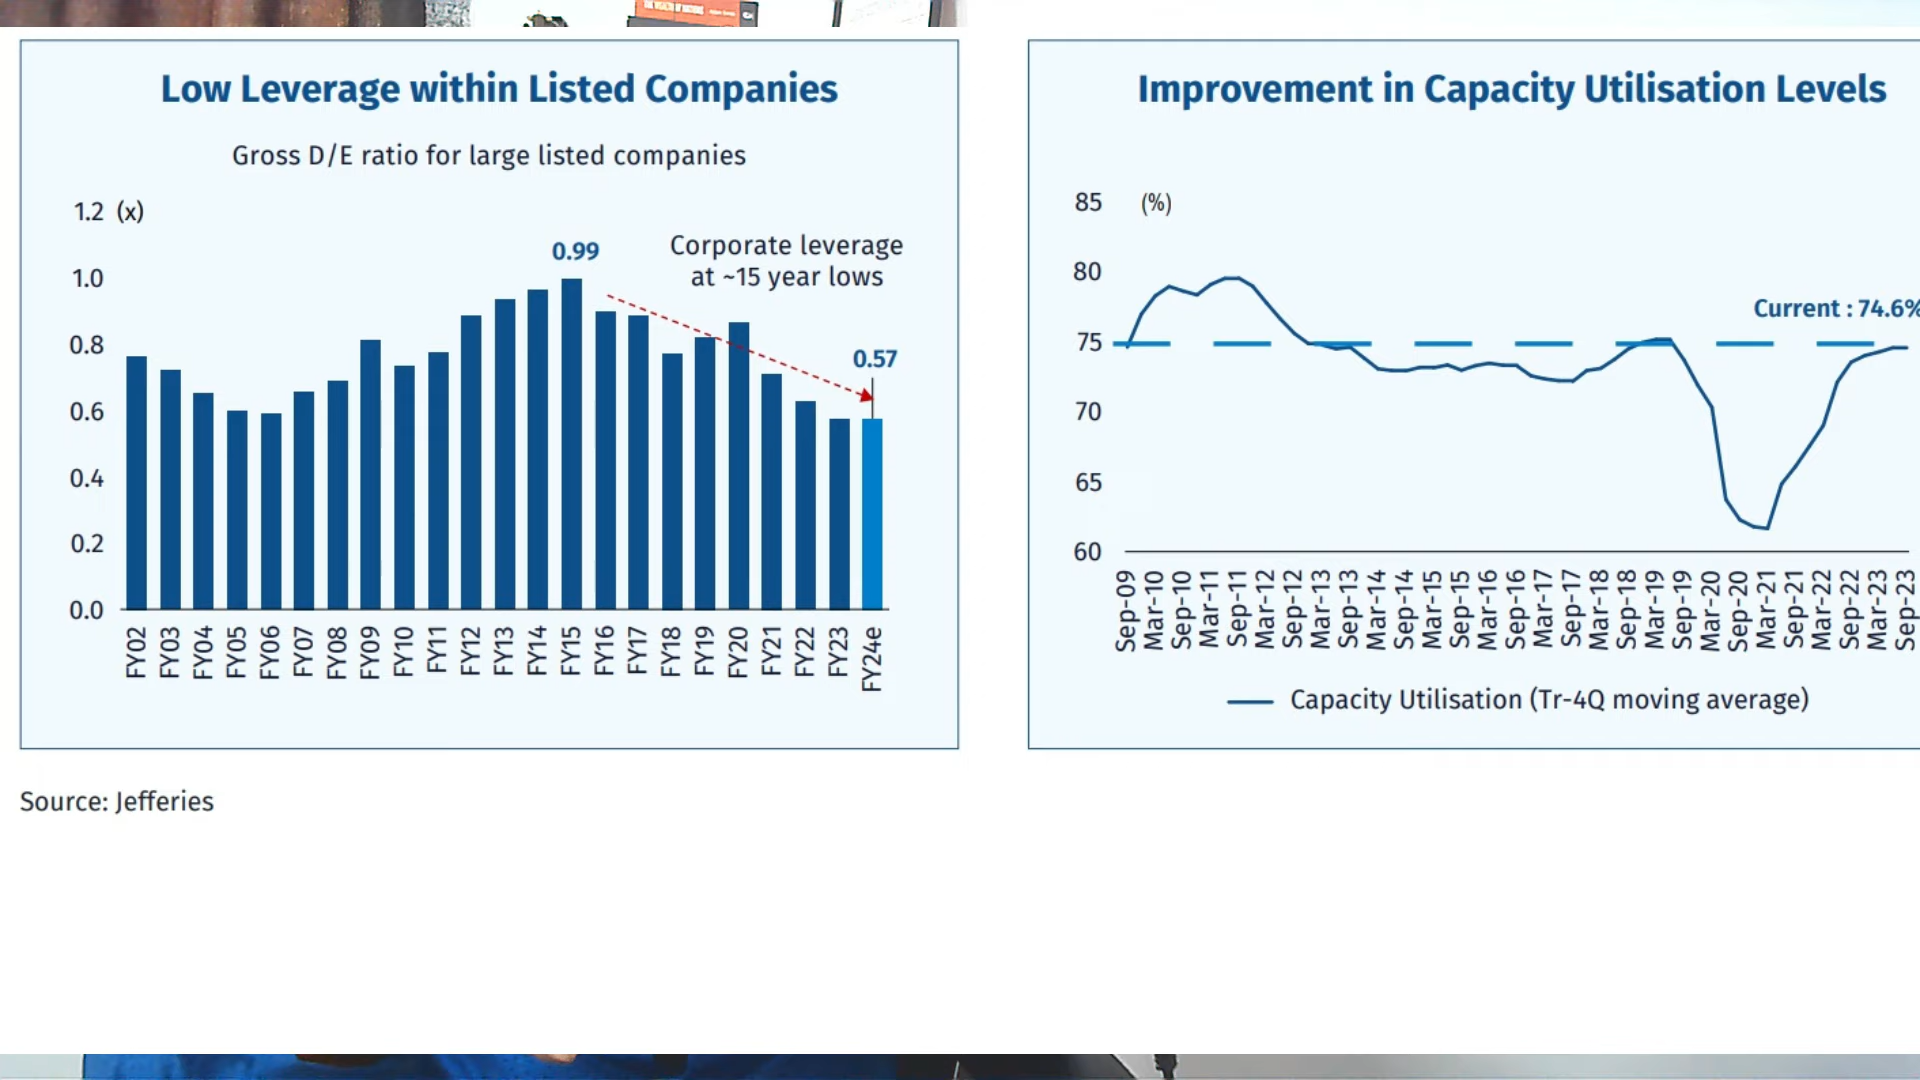 THE WEALTH OF NATIONS
Low Leverage within Listed Companies
Gross D/E ratio for large listed companies
1.2 (x)
1.0
0.8
0.6
0.4
0.2
0.0
0.99
Corporate leverage
at ~15 year lows
0.57
FY02
FY03
FY04
FY05
FY06
FY07
FY08
FY09
FY10
FY11
FY12
FY13
FY14
FY15
FY16
FY17
FY18
FY19
FY20
FY21
FY22
FY23
FY24e
Improvement in Capacity Utilisation Levels
85 (%)
80
75
70
65
60
Current : 74.6%
Sep-09
Mar-10
Sep-10
Mar-11
Sep-11
Mar-12
Sep-12
Mar-13
Sep-13
Mar-14
Sep-14
Mar-15
Sep-15
Mar-16
Sep-16
Mar-17
Sep-17
Mar-18
Sep-18
Mar-19
Sep-19
Mar-20
Sep-20
Mar-21
Sep-21
Mar-22
Sep-22
Mar-23
Sep-23
Capacity Utilisation (Tr-4Q moving average)
Source: Jefferies